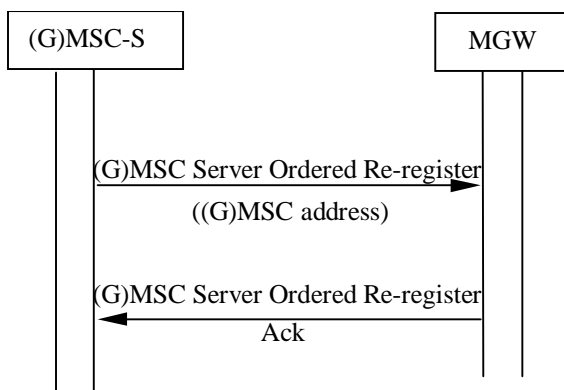 (G)MSC-S
MGW
(G)MSC Server Ordered Re-register
((G)MSC address)
(G)MSC Server Ordered Re-register
Ack